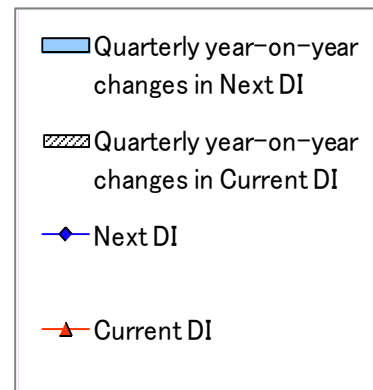 Quarterly year-on-year
changes in Next DI
Quarterly year-on-year
changes in Current DI
Next DI
Current DI